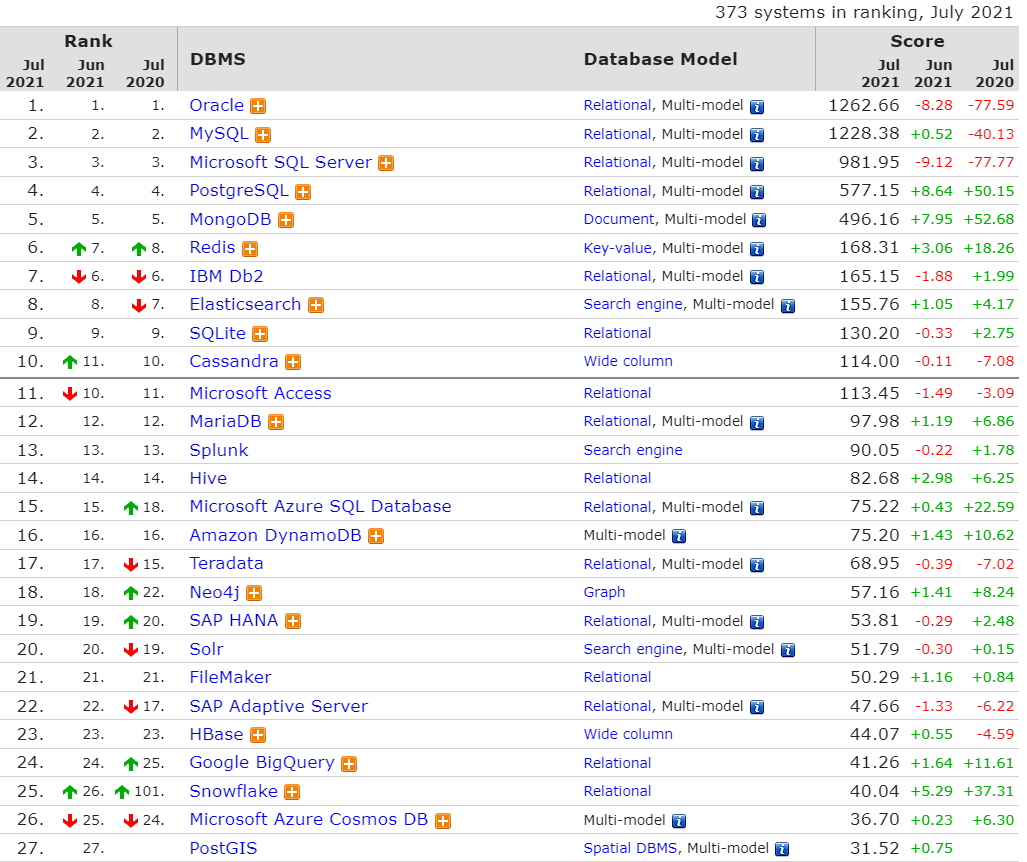 373 systems in ranking, July 2021
Rank DBMS Database Model Score
Jul 2021 Jun 2021 Jul 2020 Jul 2021 Jun 2021 Jul 2020
1. 1. 1. Oracle Relational, Multi-model 1262.66 -8.28 -77.59
2. 2. 2. MySQL Relational, Multi-model 1228.38 +0.52 -40.13
3. 3. 3. Microsoft SQL Server Relational, Multi-model 981.95 -9.12 -77.77
4. 4. 4. PostgreSQL Relational, Multi-model 577.15 +8.64 +50.15
5. 5. 5. MongoDB Document, Multi-model 496.16 +7.95 +52.68
6. 7. 8. Redis Key-value, Multi-model 168.31 +3.06 +18.26
7. 6. 6. IBM Db2 Relational, Multi-model 165.15 -1.88 +1.99
8. 8. 7. Elasticsearch Search engine, Multi-model 155.76 +1.05 +4.17
9. 9. 9. SQLite Relational 130.20 -0.33 +2.75
10. 11. 10. Cassandra Wide column 114.00 -0.11 -7.08
11. 10. 11. Microsoft Access Relational 113.45 -1.49 -3.09
12. 12. 12. MariaDB Relational, Multi-model 97.98 +1.19 +6.86
13. 13. 13. Splunk Search engine 90.05 -0.22 +1.78
14. 14. 14. Hive Relational 82.68 +2.98 +6.25
15. 15. 18. Microsoft Azure SQL Database Relational, Multi-model 75.22 +0.43 +22.59
16. 16. 16. Amazon DynamoDB Multi-model 75.20 +1.43 +10.62
17. 17. 15. Teradata Relational, Multi-model 68.95 -0.39 -7.02
18. 18. 22. Neo4j Graph 57.16 +1.41 +8.24
19. 19. 20. SAP HANA Relational, Multi-model 53.81 -0.29 +2.48
20. 20. 19. Solr Search engine, Multi-model 51.79 -0.30 +0.15
21. 21. 21. FileMaker Relational 50.29 +1.16 +0.84
22. 22. 17. SAP Adaptive Server Relational, Multi-model 47.66 -1.33 -6.22
23. 23. 23. HBase Wide column 44.07 +0.55 -4.59
24. 24. 25. Google BigQuery Relational 41.26 +1.64 +11.61
25. 26. 101. Snowflake Relational 40.04 +5.29 +37.31
26. 25. 24. Microsoft Azure Cosmos DB Multi-model 36.70 +0.23 +6.30
27. 27. PostGIS Spatial DBMS, Multi-model 31.52 +0.75